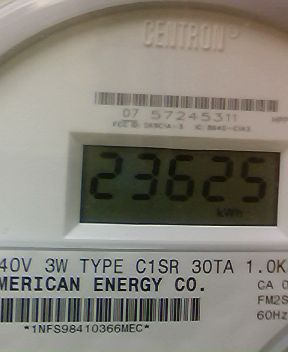 CENTRON®
07 57245311
23625
kWh
40V 3W TYPE C1SR 30TA 1.0K
MERICAN ENERGY CO.
CA 0
FM2S
60Hz
*1NFS98410366MEC*